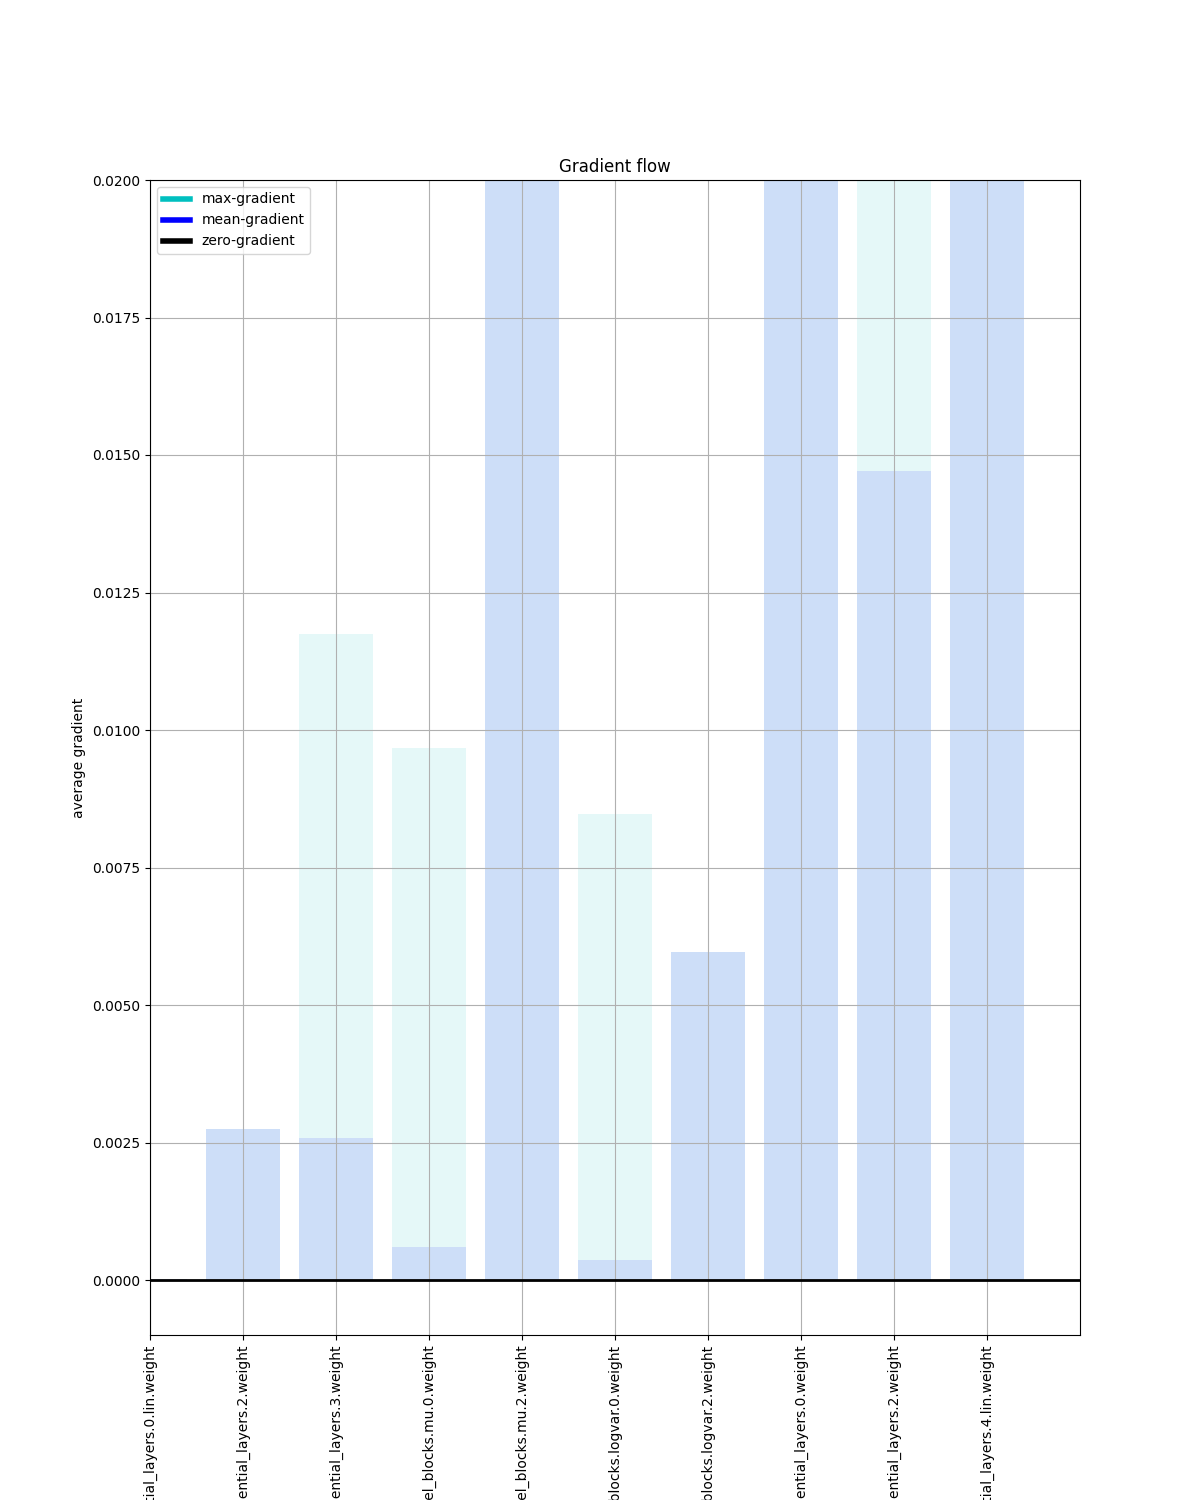 Gradient flow
max-gradient
mean-gradient
zero-gradient
0.0200
0.0175
0.0150
0.0125
0.0100
0.0075
0.0050
0.0025
0.0000
average gradient
tial_layers.0.lin.weight
ential_layers.2.weight
ential_layers.3.weight
el_blocks.mu.0.weight
el_blocks.mu.2.weight
blocks.logvar.0.weight
blocks.logvar.2.weight
ential_layers.0.weight
ential_layers.2.weight
tial_layers.4.lin.weight